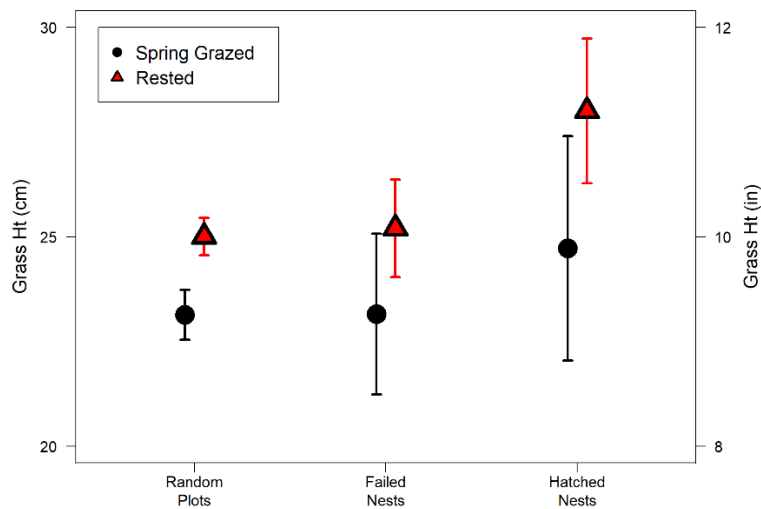 30
25
20
Grass Ht (cm)
Spring Grazed
Rested
12
10
8
Grass Ht (in)
Random
Plots
Failed
Nests
Hatched
Nests